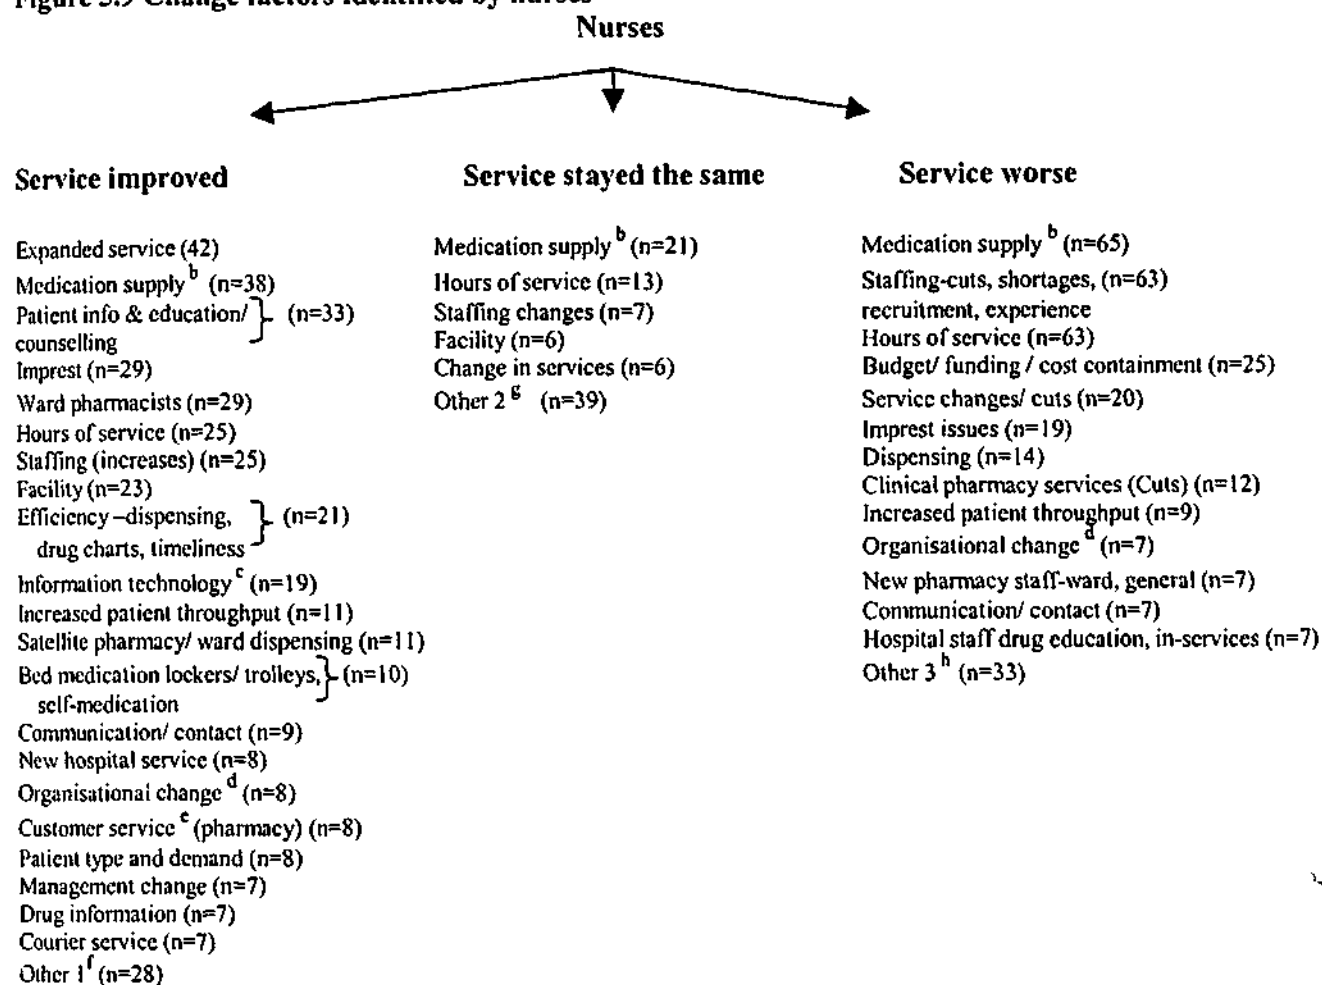 Figure 3.9 Change factors identified by nurses
Nurses
Service improved
Expanded service (42)
Medication supply b (n=38)
Patient info & education/ } (n=33)
counselling
Imprest (n=29)
Ward pharmacists (n=29)
Hours of service (n=25)
Staffing (increases) (n=25)
Facility (n=23)
Efficiency –dispensing, } (n=21)
drug charts, timeliness
Information technology c (n=19)
Increased patient throughput (n=11)
Satellite pharmacy/ ward dispensing (n=11)
Bed medication lockers/ trolleys, } (n=10)
self-medication
Communication/ contact (n=9)
New hospital service (n=8)
Organisational change d (n=8)
Customer service e (pharmacy) (n=8)
Patient type and demand (n=8)
Management change (n=7)
Drug information (n=7)
Courier service (n=7)
Other 1 f (n=28)
Service stayed the same
Medication supply b (n=21)
Hours of service (n=13)
Staffing changes (n=7)
Facility (n=6)
Change in services (n=6)
Other 2 g (n=39)
Service worse
Medication supply b (n=65)
Staffing-cuts, shortages, (n=63)
recruitment, experience
Hours of service (n=63)
Budget/ funding / cost containment (n=25)
Service changes/ cuts (n=20)
Imprest issues (n=19)
Dispensing (n=14)
Clinical pharmacy services (Cuts) (n=12)
Increased patient throughput (n=9)
Organisational change d (n=7)
New pharmacy staff-ward, general (n=7)
Communication/ contact (n=7)
Hospital staff drug education, in-services (n=7)
Other 3 h (n=33)